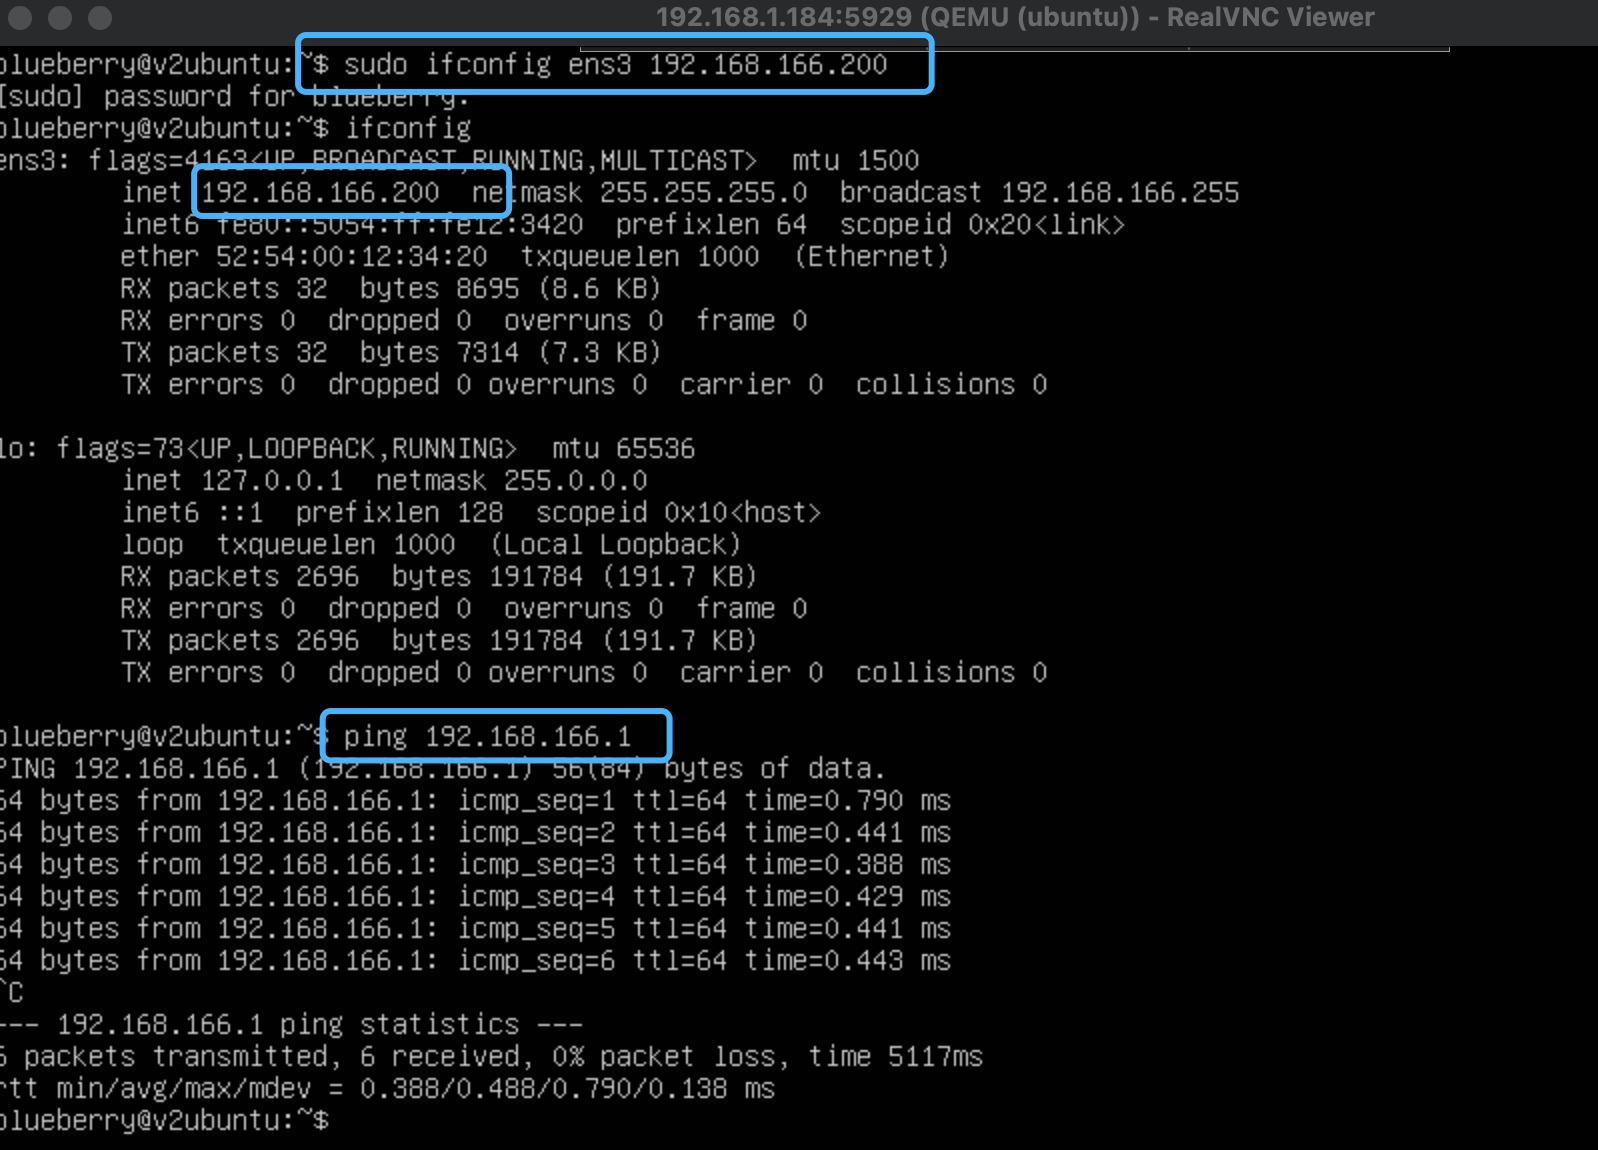 192.168.1.184:5929 (QEMU (ubuntu)) - RealVNC Viewer
blueberry@v2ubuntu:~$ sudo ifconfig ens3 192.168.166.200
[sudo] password for blueberry:
blueberry@v2ubuntu:~$ ifconfig
ens3: flags=4163<UP,BROADCAST,RUNNING,MULTICAST>  mtu 1500
inet 192.168.166.200  netmask 255.255.255.0  broadcast 192.168.166.255
inet6 fe80::5054:ff:fe12:3420  prefixlen 64  scopeid 0x20<link>
ether 52:54:00:12:34:20  txqueuelen 1000  (Ethernet)
RX packets 32  bytes 8695 (8.6 KB)
RX errors 0  dropped 0  overruns 0  frame 0
TX packets 32  bytes 7314 (7.3 KB)
TX errors 0  dropped 0 overruns 0  carrier 0  collisions 0
lo: flags=73<UP,LOOPBACK,RUNNING>  mtu 65536
inet 127.0.0.1  netmask 255.0.0.0
inet6 ::1  prefixlen 128  scopeid 0x10<host>
loop  txqueuelen 1000  (Local Loopback)
RX packets 2696  bytes 191784 (191.7 KB)
RX errors 0  dropped 0  overruns 0  frame 0
TX packets 2696  bytes 191784 (191.7 KB)
TX errors 0  dropped 0 overruns 0  carrier 0  collisions 0
blueberry@v2ubuntu:~$ ping 192.168.166.1
PING 192.168.166.1 (192.168.166.1) 56(84) bytes of data.
64 bytes from 192.168.166.1: icmp_seq=1 ttl=64 time=0.790 ms
64 bytes from 192.168.166.1: icmp_seq=2 ttl=64 time=0.441 ms
64 bytes from 192.168.166.1: icmp_seq=3 ttl=64 time=0.388 ms
64 bytes from 192.168.166.1: icmp_seq=4 ttl=64 time=0.429 ms
64 bytes from 192.168.166.1: icmp_seq=5 ttl=64 time=0.441 ms
64 bytes from 192.168.166.1: icmp_seq=6 ttl=64 time=0.443 ms
^C
--- 192.168.166.1 ping statistics ---
6 packets transmitted, 6 received, 0% packet loss, time 5117ms
rtt min/avg/max/mdev = 0.388/0.488/0.790/0.138 ms
blueberry@v2ubuntu:~$